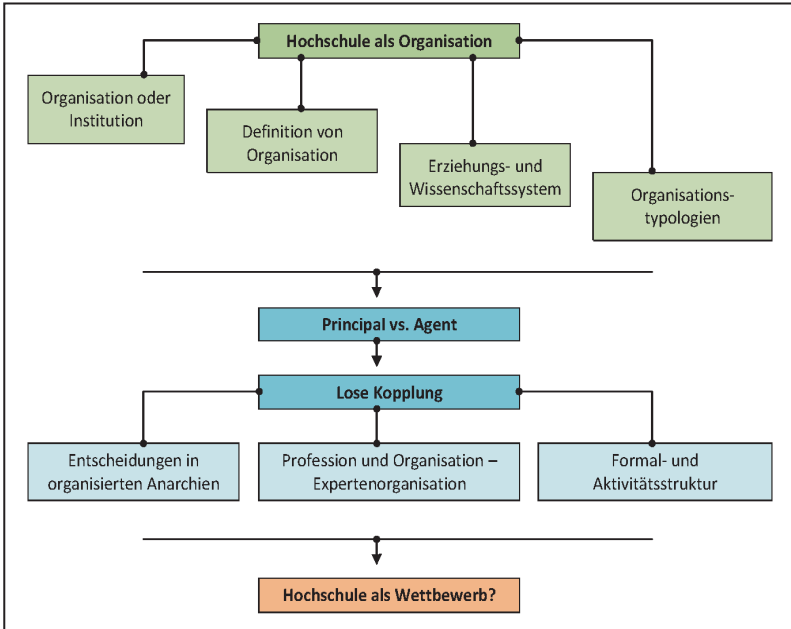 Hochschule als Organisation
Organisation oder
Institution
Definition von
Organisation
Erziehungs- und
Wissenschaftssystem
Organisations-
typologien
Principal vs. Agent
Lose Kopplung
Entscheidungen in
organisierten Anarchien
Profession und Organisation –
Expertenorganisation
Formal- und
Aktivitätsstruktur
Hochschule als Wettbewerb?